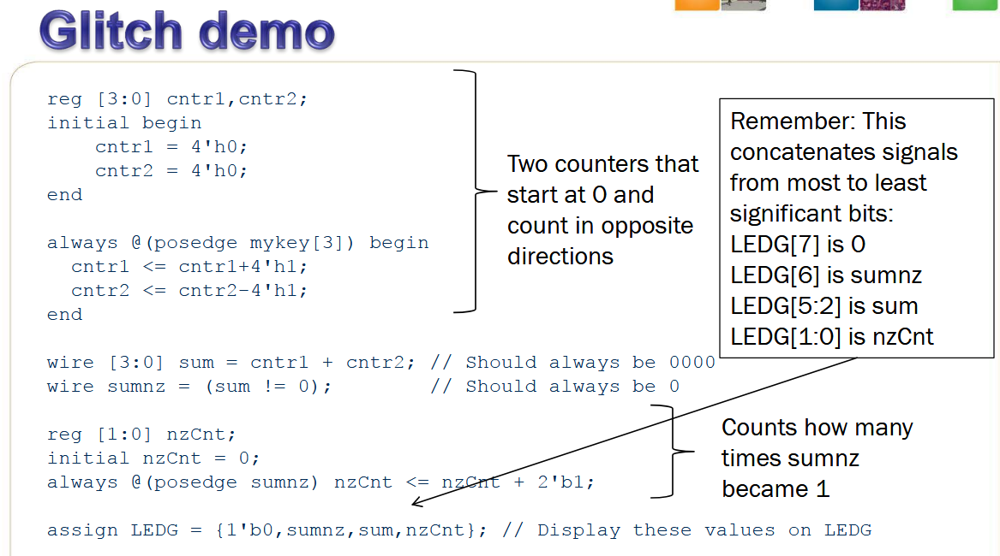 Glitch demo
reg [3:0] cntr1,cntr2;
initial begin
    cntr1 = 4'h0;
    cntr2 = 4'h0;
end
always @(posedge mykey[3]) begin
  cntr1 <= cntr1+4'h1;
  cntr2 <= cntr2-4'h1;
end
Two counters that
start at 0 and
count in opposite
directions
Remember: This
concatenates signals
from most to least
significant bits:
LEDG[7] is 0
LEDG[6] is sumnz
LEDG[5:2] is sum
LEDG[1:0] is nzCnt
wire [3:0] sum = cntr1 + cntr2; // Should always be 0000
wire sumnz = (sum != 0);        // Should always be 0
reg [1:0] nzCnt;
initial nzCnt = 0;
always @(posedge sumnz) nzCnt <= nzCnt + 2'b1;
Counts how many
times sumnz
became 1
assign LEDG = {1'b0,sumnz,sum,nzCnt}; // Display these values on LEDG